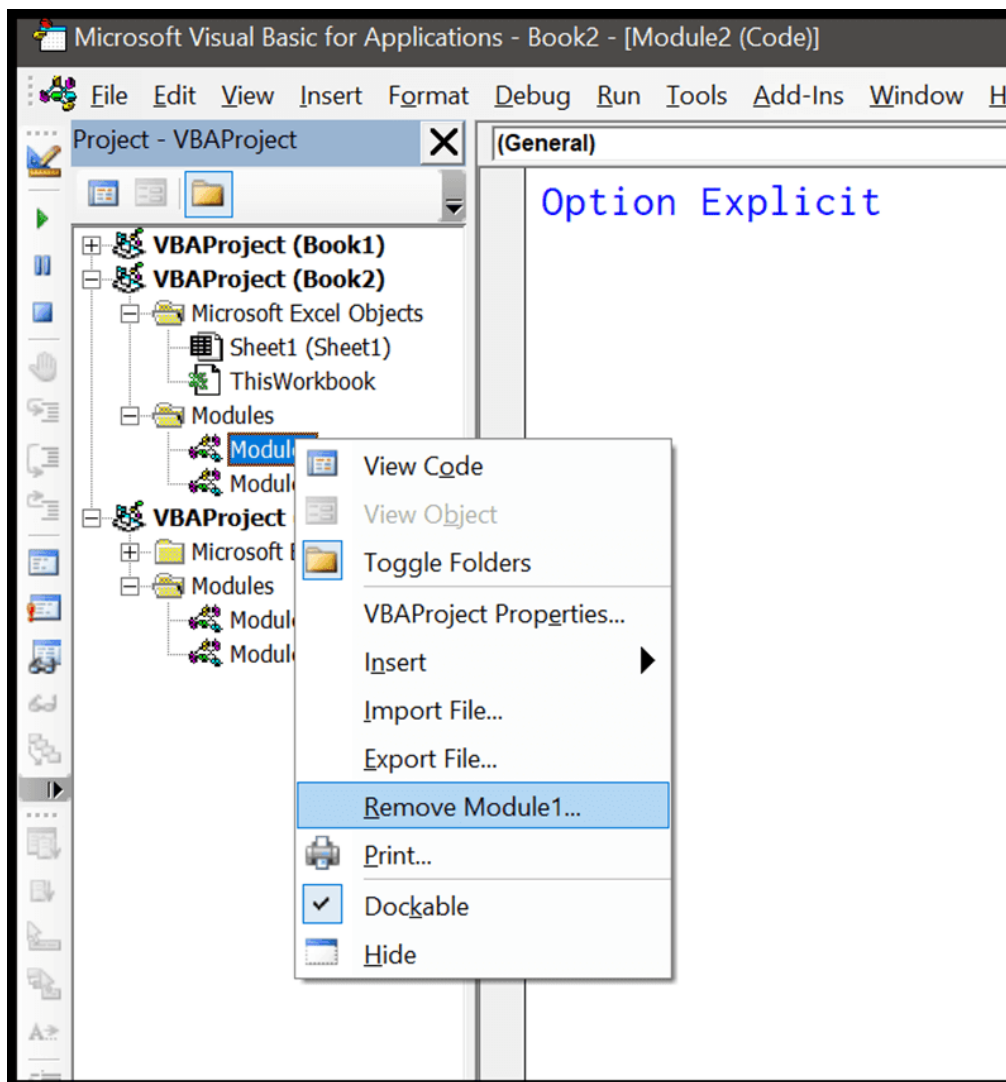 Microsoft Visual Basic for Applications - Book2 - [Module2 (Code)]
File Edit View Insert Format Debug Run Tools Add-Ins Window
Project - VBAProject
(General)
Option Explicit
VBAProject (Book1)
VBAProject (Book2)
Microsoft Excel Objects
Sheet1 (Sheet1)
ThisWorkbook
Modules
VBAProject
Microsoft
Modules
View Code
View Object
Toggle Folders
VBAProject Properties...
Insert
Import File...
Export File...
Remove Module1...
Print...
Dockable
Hide